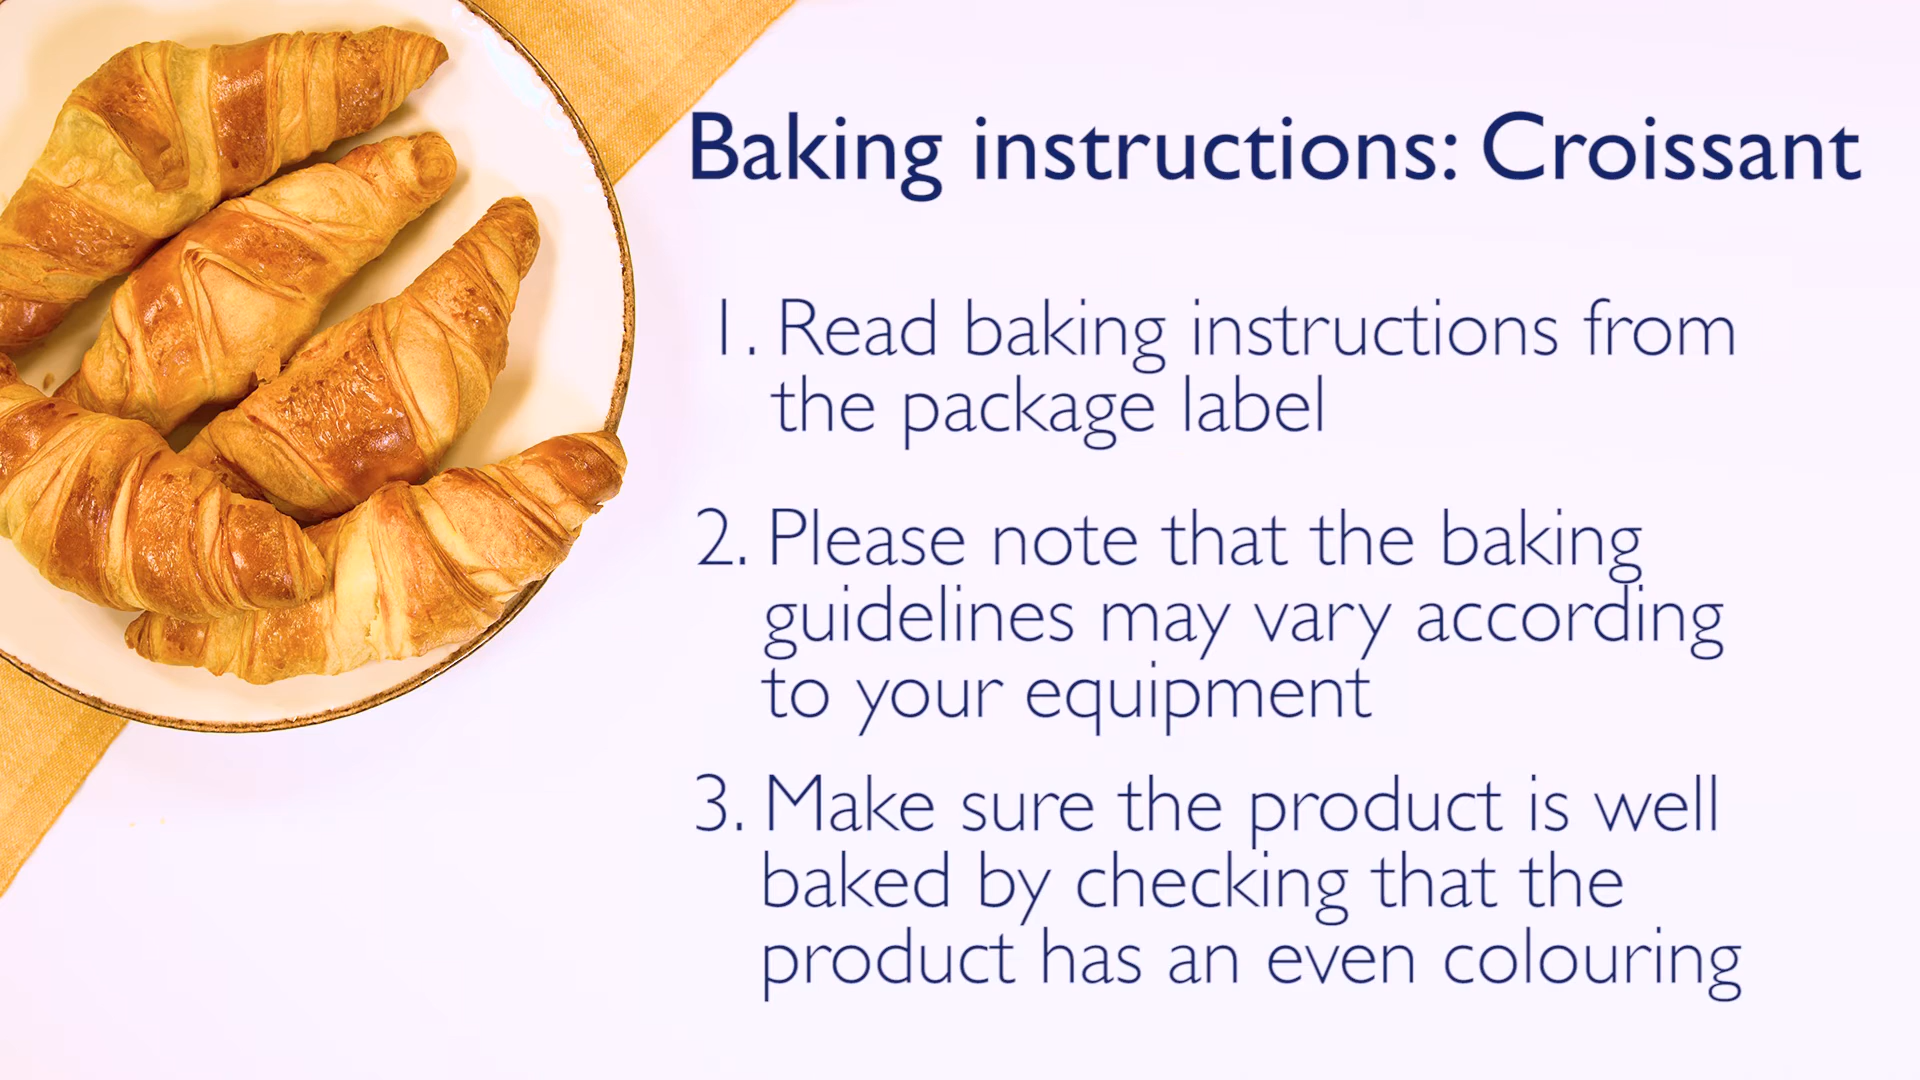 Baking instructions: Croissant
1. Read baking instructions from
the package label
2. Please note that the baking
guidelines may vary according
to your equipment
3. Make sure the product is well
baked by checking that the
product has an even colouring